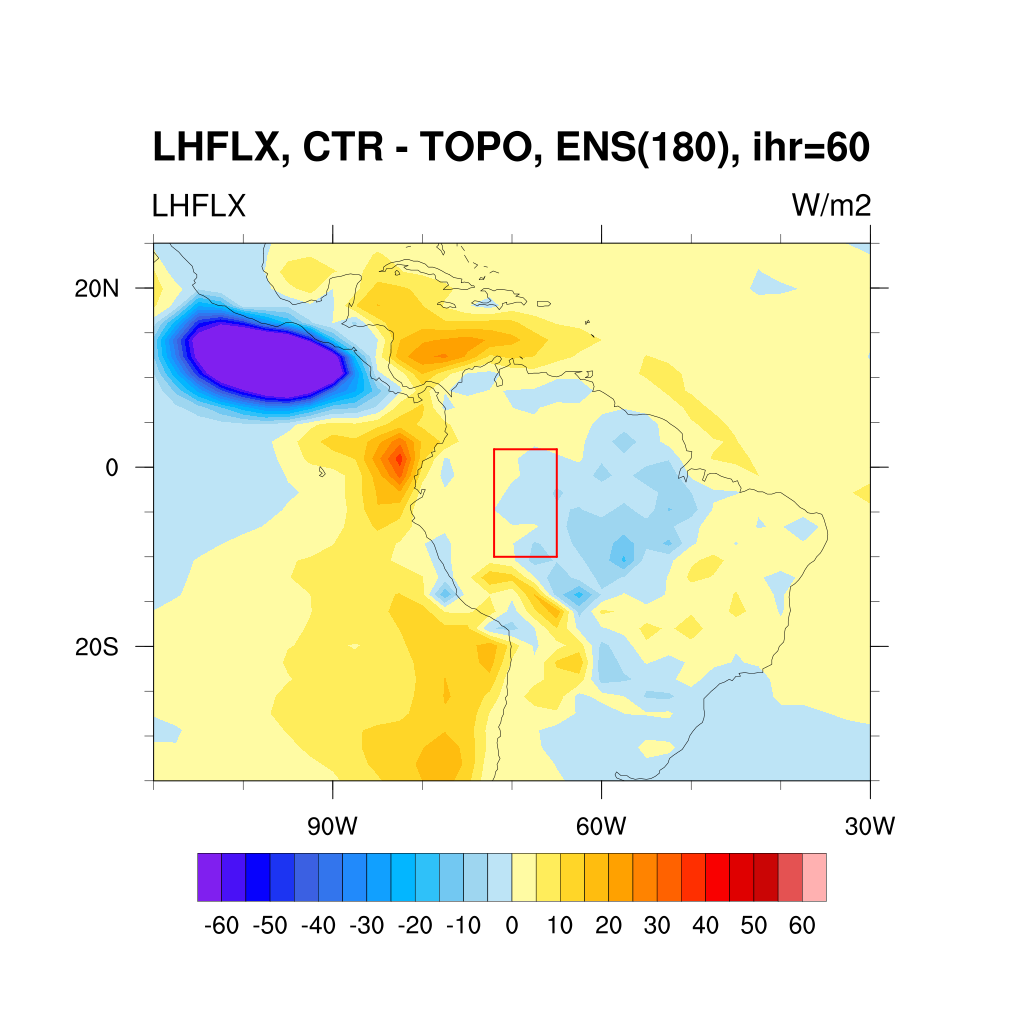 LHFLX, CTR - TOPO, ENS(180), ihr=60
LHFLX W/m2
20N
0
20S
90W 60W 30W
-60 -50 -40 -30 -20 -10 0 10 20 30 40 50 60